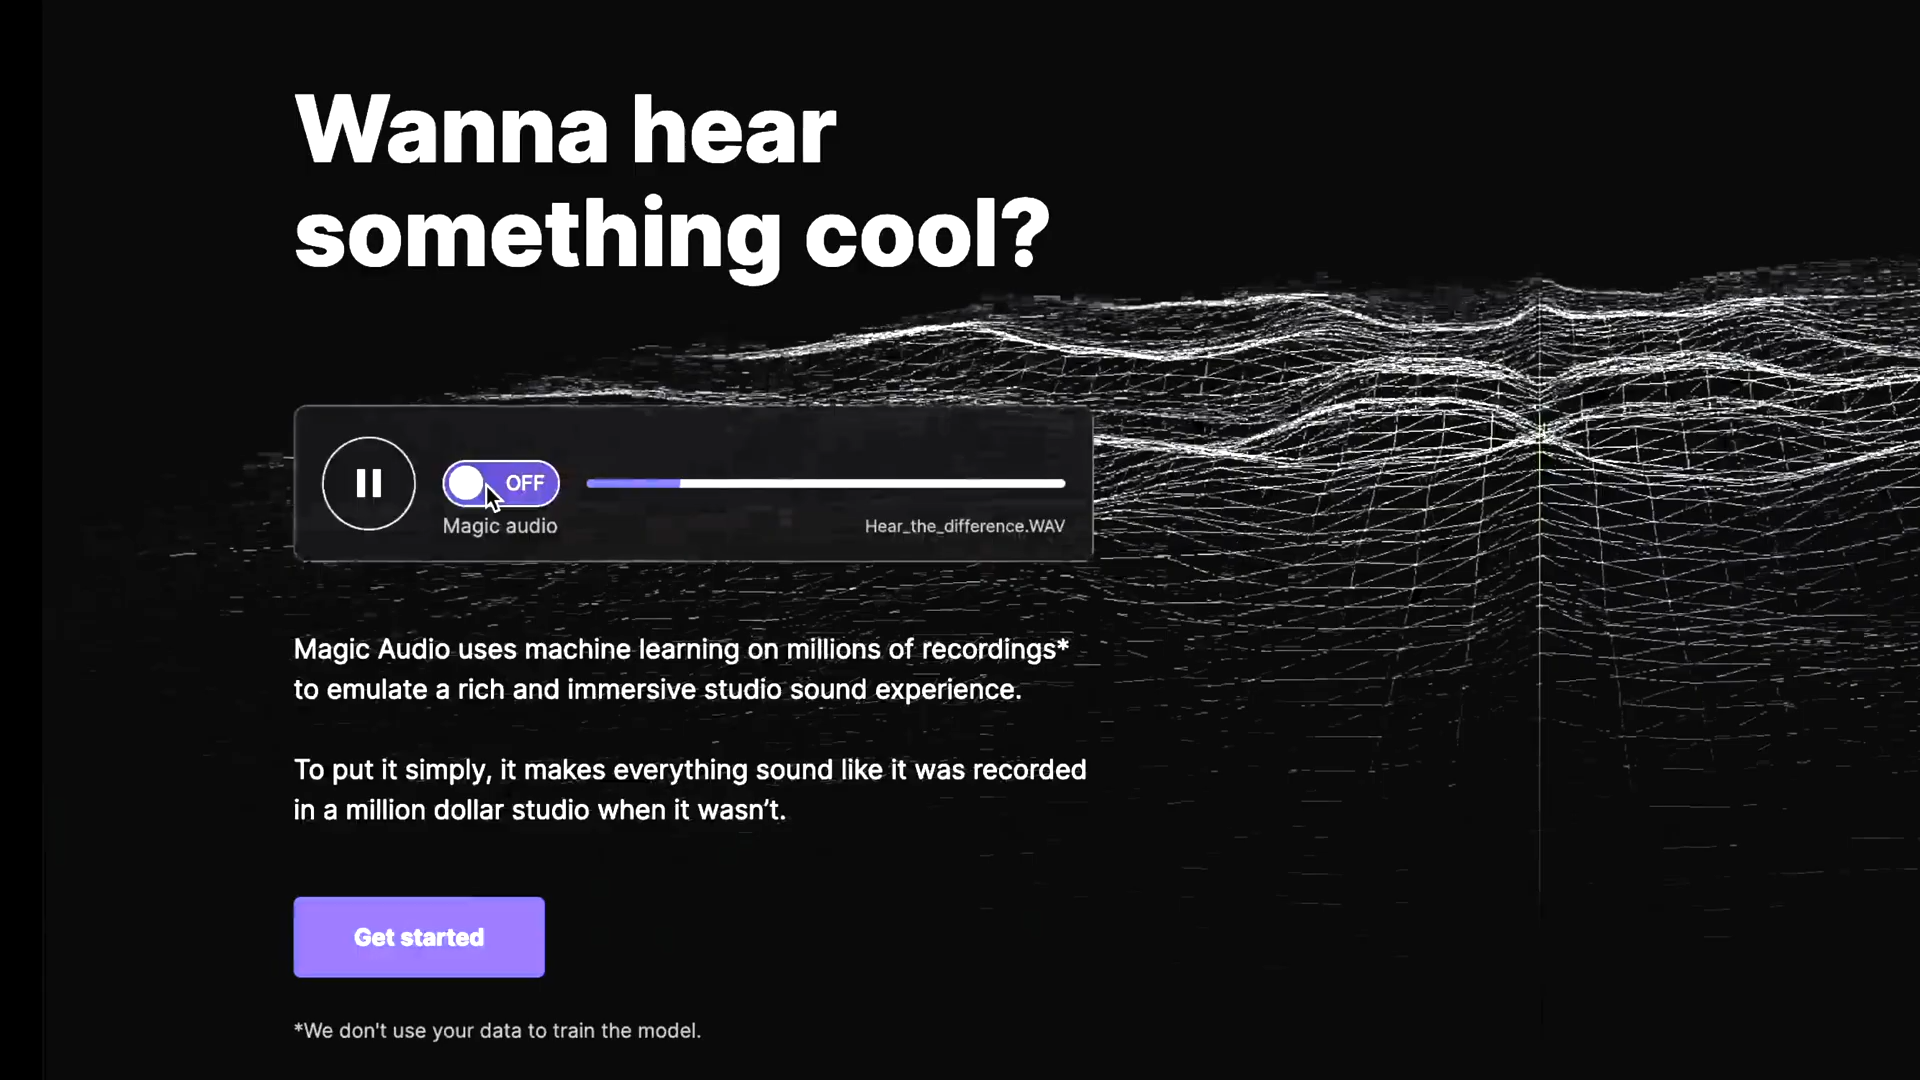 Wanna hear
something cool?
OFF
Magic audio
Hear_the_difference.WAV
Magic Audio uses machine learning on millions of recordings*
to emulate a rich and immersive studio sound experience.
To put it simply, it makes everything sound like it was recorded
in a million dollar studio when it wasn’t.
Get started
*We don't use your data to train the model.